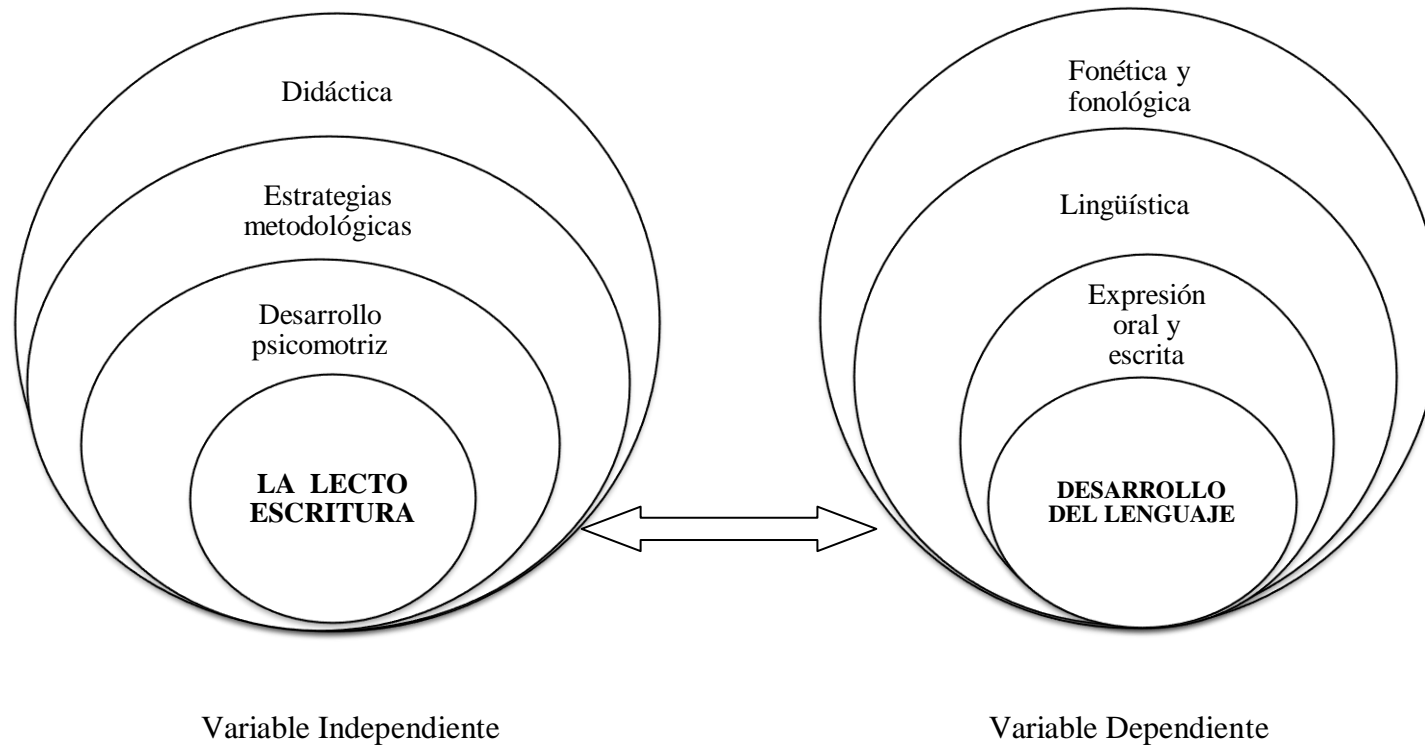 Didáctica
Estrategias
metodológicas
Desarrollo
psicomotriz
LA LECTO
ESCRITURA
Variable Independiente
Fonética y
fonológica
Lingüística
Expresión
oral y
escrita
DESARROLLO
DEL LENGUAJE
Variable Dependiente